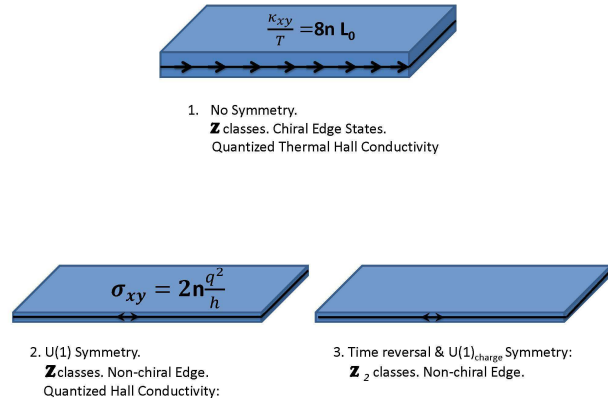 κxy/T =8n L₀
1. No Symmetry.
Z classes. Chiral Edge States.
Quantized Thermal Hall Conductivity
σxy = 2n q²/h
2. U(1) Symmetry.
Z classes. Non-chiral Edge.
Quantized Hall Conductivity:
3. Time reversal & U(1)charge Symmetry:
Z 2 classes. Non-chiral Edge.